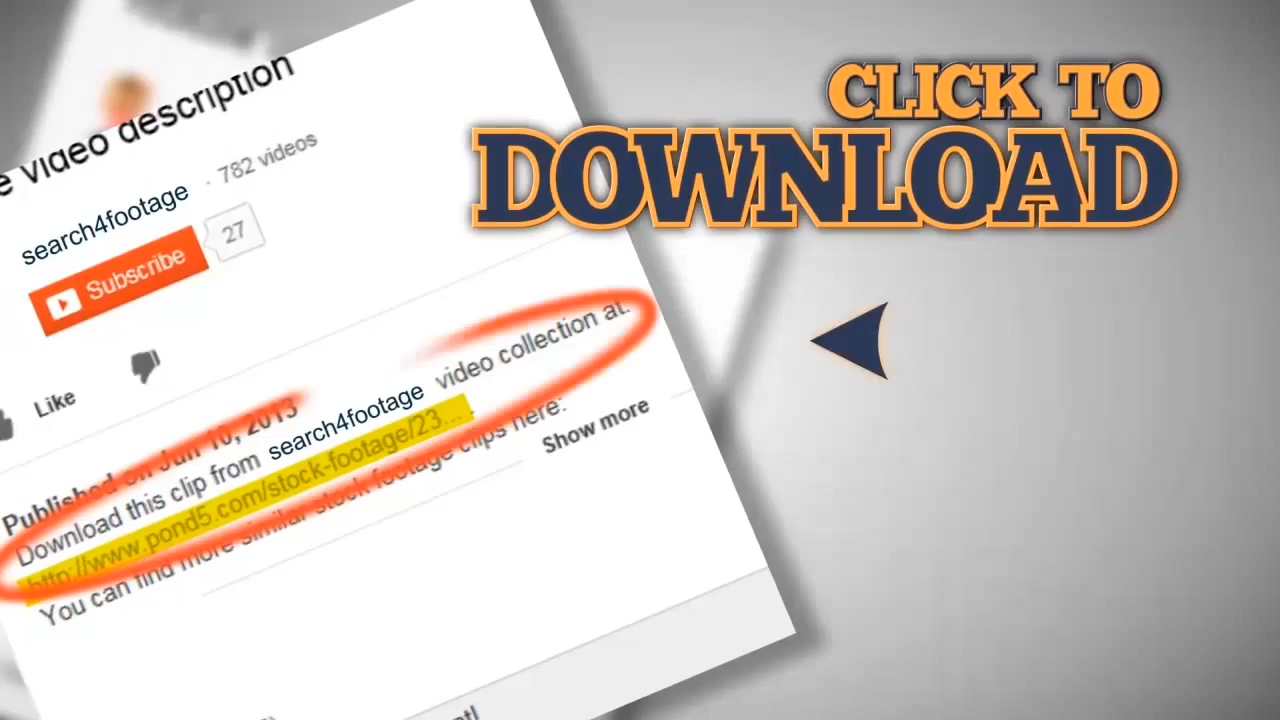 CLICK TO
DOWNLOAD
e video description
search4footage · 782 videos
Subscribe 27
Like
Published on Jun 10, 2013
Download this clip from search4footage video collection at:
http://www.pond5.com/stock-footage/23...
You can find more similar stock footage clips here:
Show more